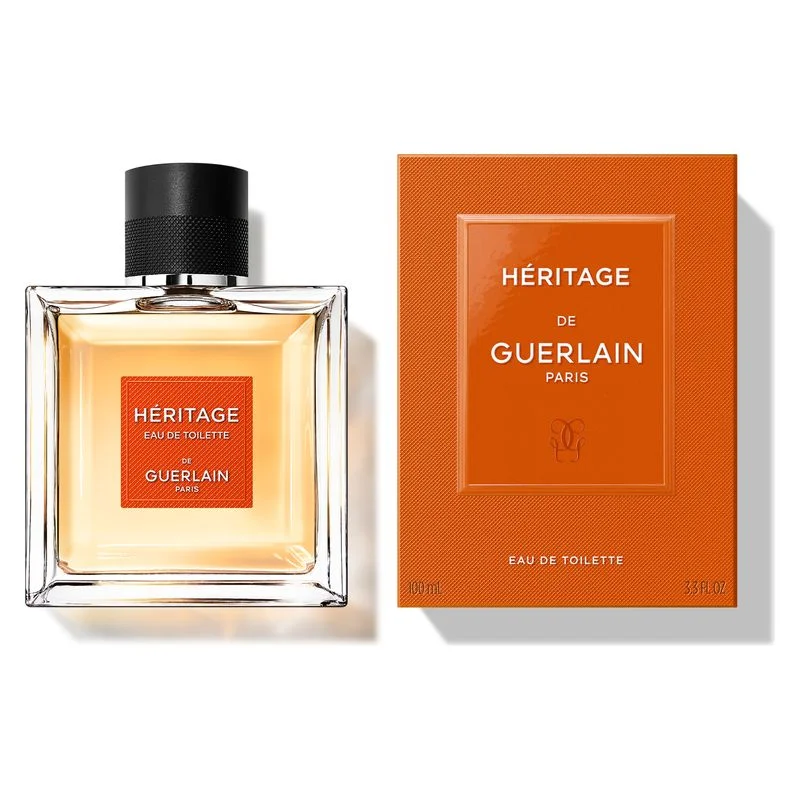 HÉRITAGE
EAU DE TOILETTE
DE
GUERLAIN
PARIS
HÉRITAGE
DE
GUERLAIN
PARIS
EAU DE TOILETTE
100 mL
3.3 FL. OZ